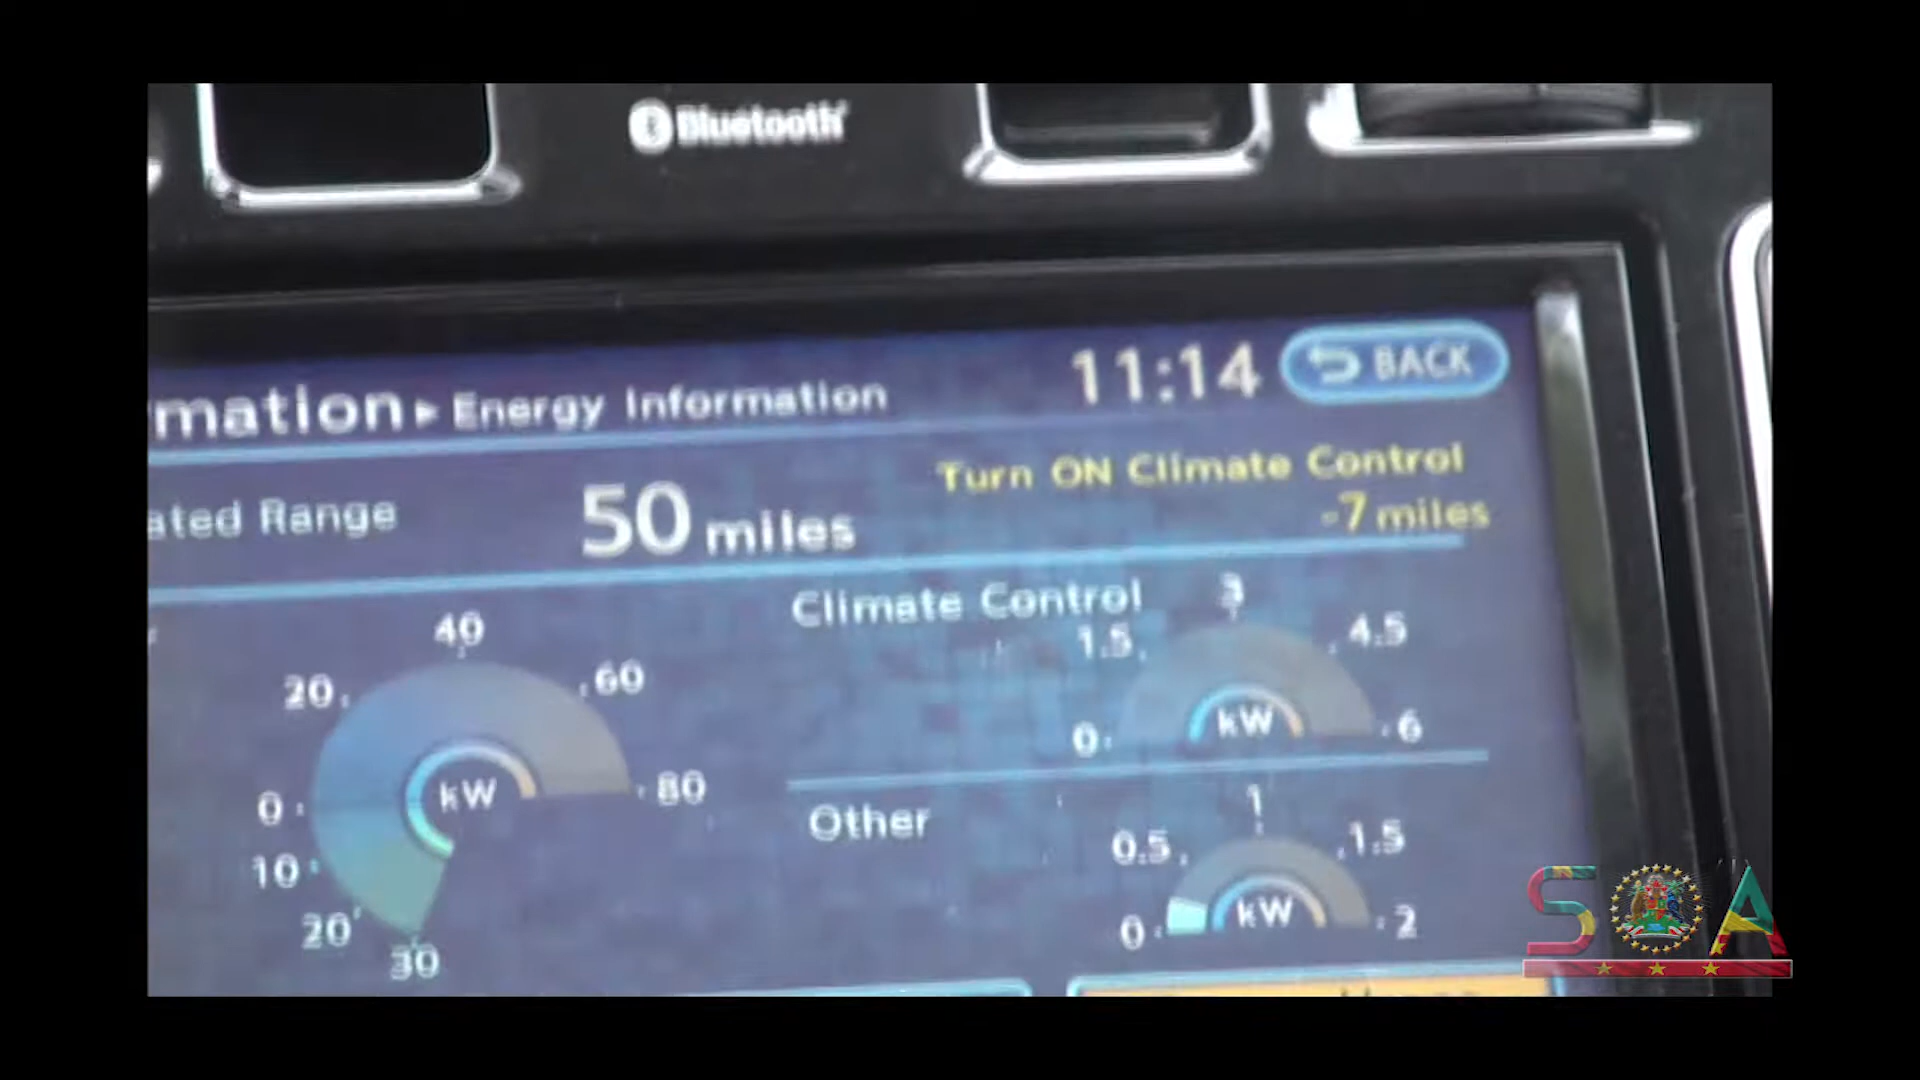 Bluetooth
rmation ▸ Energy Information
11:14
BACK
ated Range
50 miles
Turn ON Climate Control
-7 miles
40
20
60
0
kW
80
10
20
30
Climate Control
3
1.5
4.5
0
kW
6
Other
1
0.5
1.5
0
kW
2
SOA